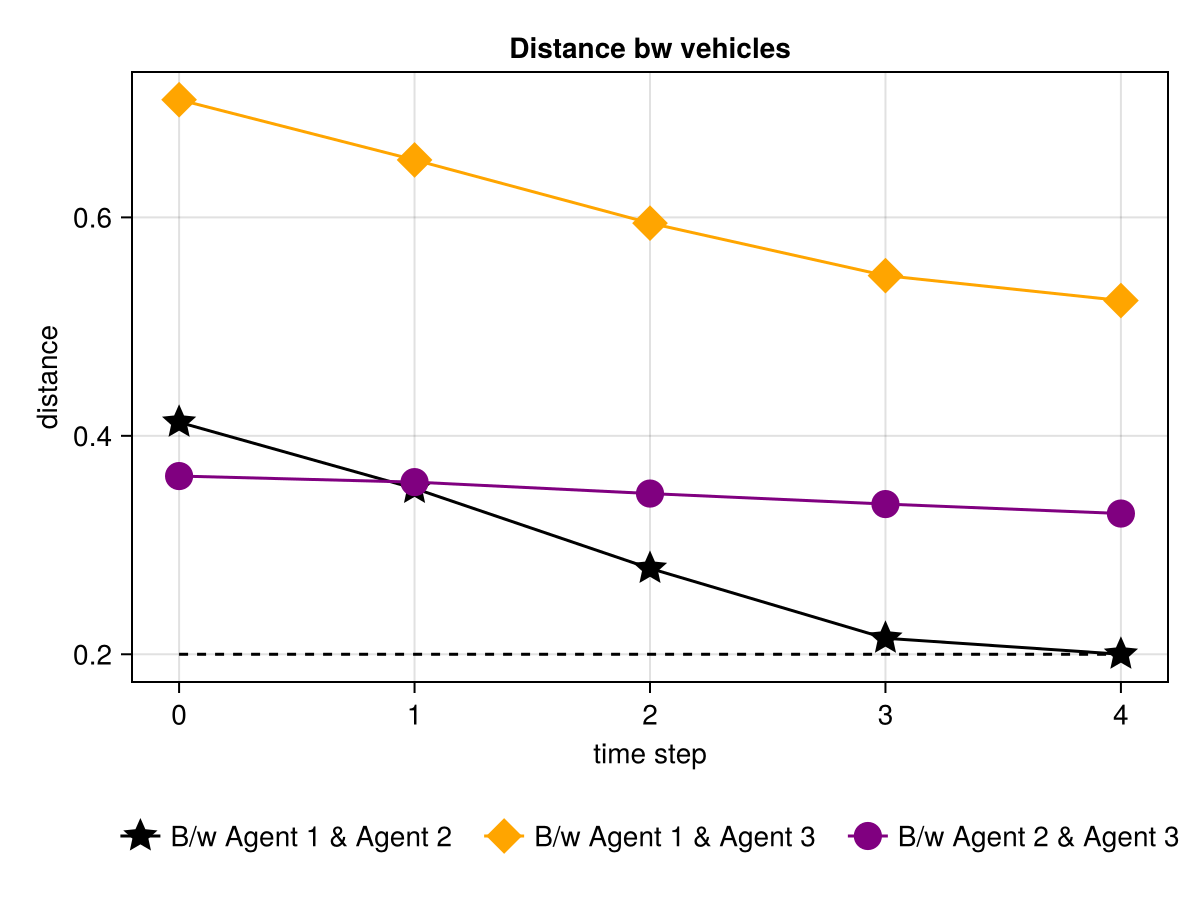 Distance bw vehicles
distance
0.6
0.4
0.2
0 1 2 3 4
time step
B/w Agent 1 & Agent 2 B/w Agent 1 & Agent 3 B/w Agent 2 & Agent 3